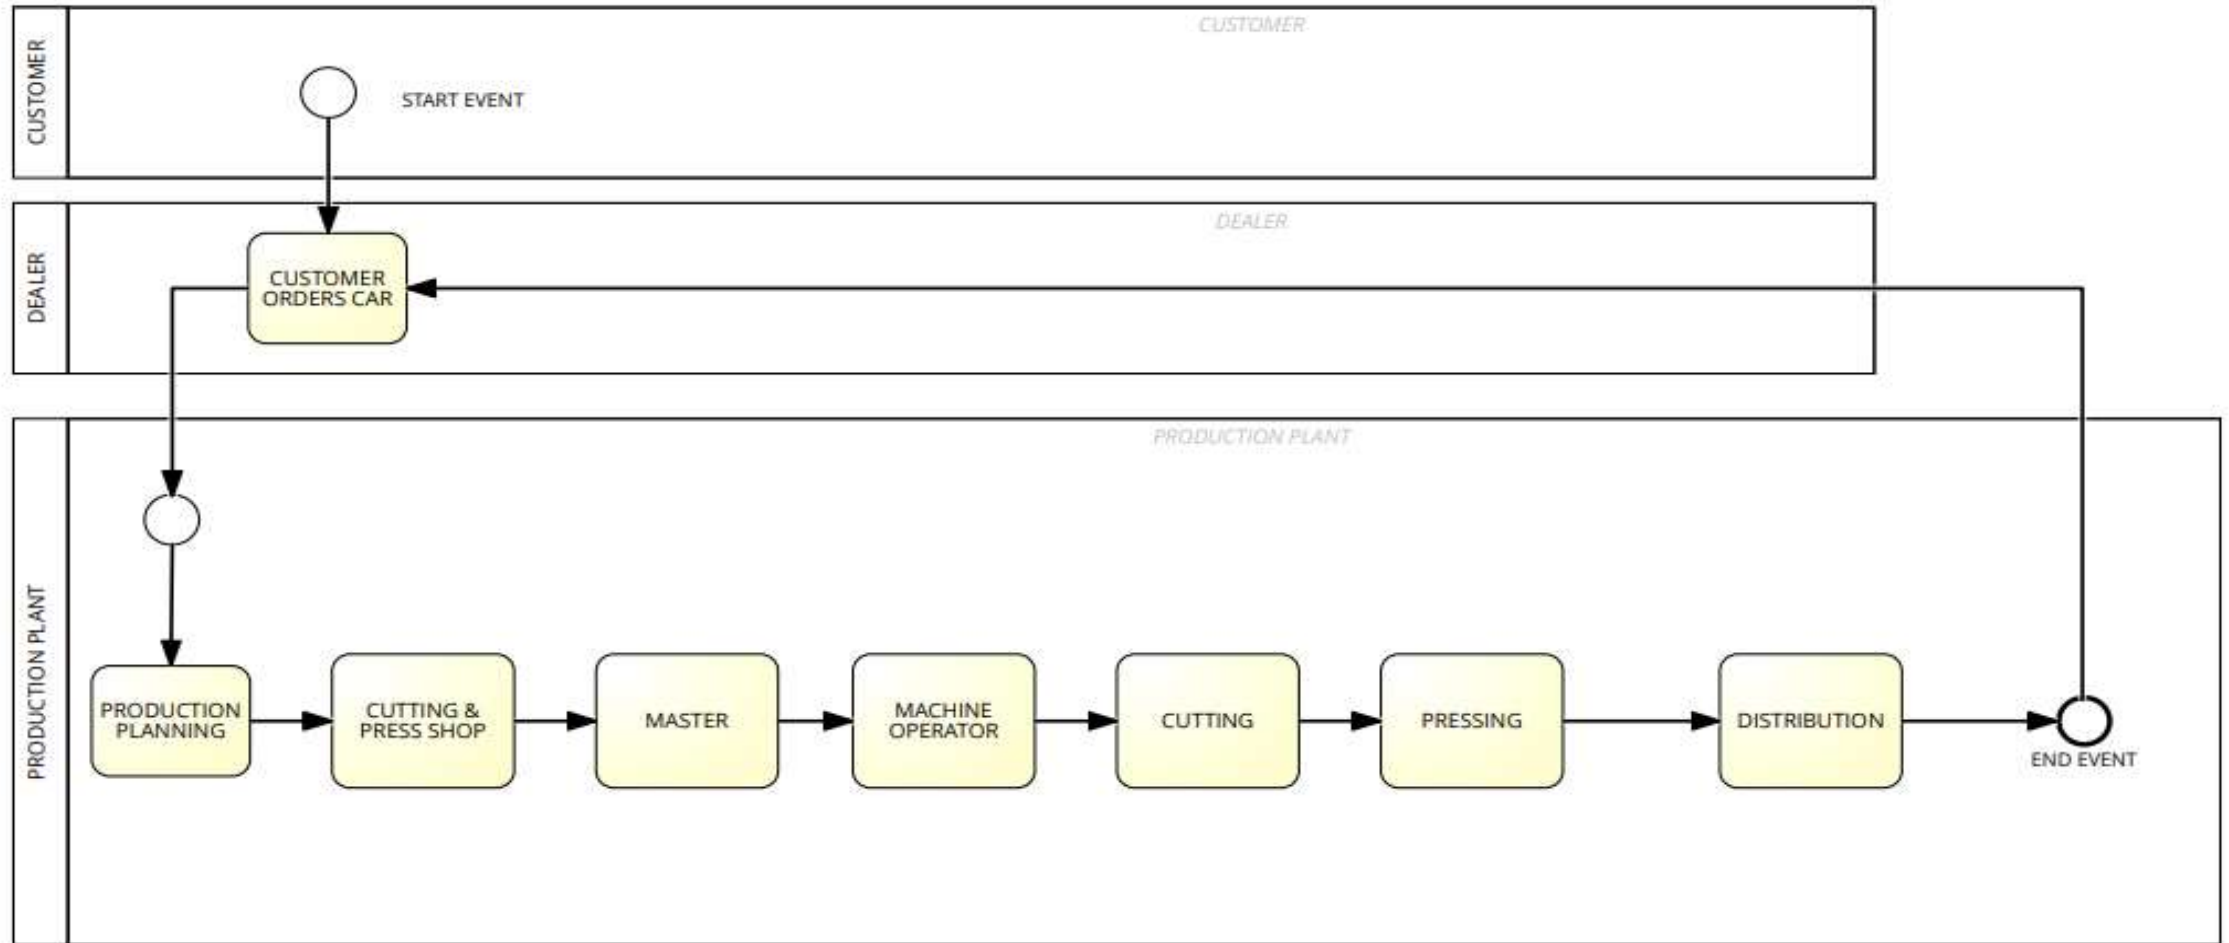 CUSTOMER
CUSTOMER
START EVENT
DEALER
DEALER
CUSTOMER
ORDERS CAR
PRODUCTION PLANT
PRODUCTION PLANT
PRODUCTION
PLANNING
CUTTING &
PRESS SHOP
MASTER
MACHINE
OPERATOR
CUTTING
PRESSING
DISTRIBUTION
END EVENT